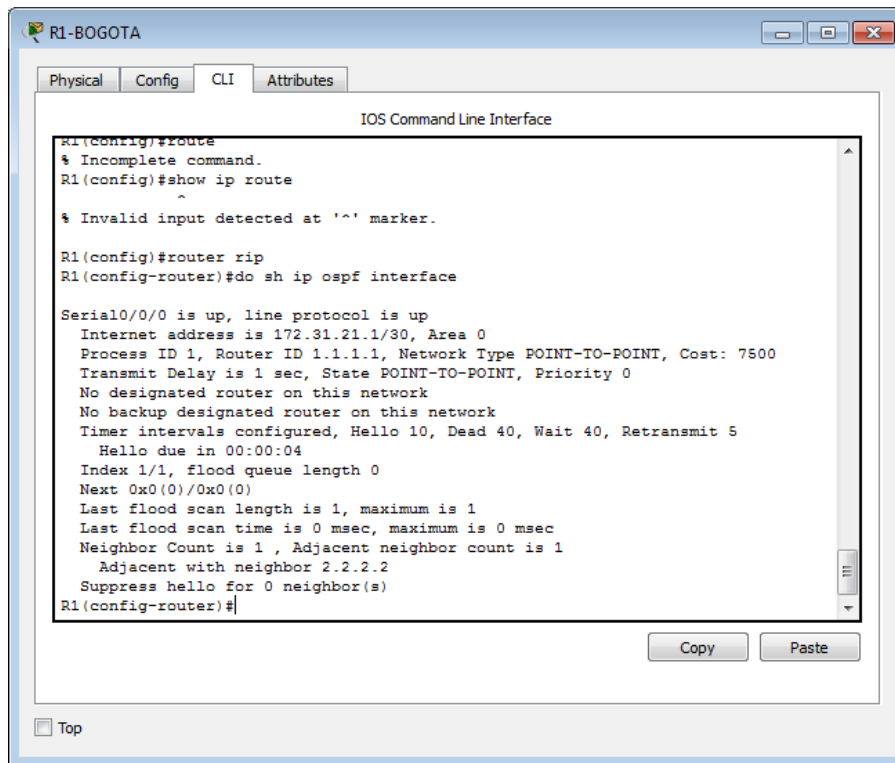 R1-BOGOTA
Physical Config CLI Attributes
IOS Command Line Interface
R1(config)#route
% Incomplete command.
R1(config)#show ip route
^
% Invalid input detected at '^' marker.
R1(config)#router rip
R1(config-router)#do sh ip ospf interface
Serial0/0/0 is up, line protocol is up
Internet address is 172.31.21.1/30, Area 0
Process ID 1, Router ID 1.1.1.1, Network Type POINT-TO-POINT, Cost: 7500
Transmit Delay is 1 sec, State POINT-TO-POINT, Priority 0
No designated router on this network
No backup designated router on this network
Timer intervals configured, Hello 10, Dead 40, Wait 40, Retransmit 5
Hello due in 00:00:04
Index 1/1, flood queue length 0
Next 0x0(0)/0x0(0)
Last flood scan length is 1, maximum is 1
Last flood scan time is 0 msec, maximum is 0 msec
Neighbor Count is 1 , Adjacent neighbor count is 1
Adjacent with neighbor 2.2.2.2
Suppress hello for 0 neighbor(s)
R1(config-router)#
Copy Paste
Top